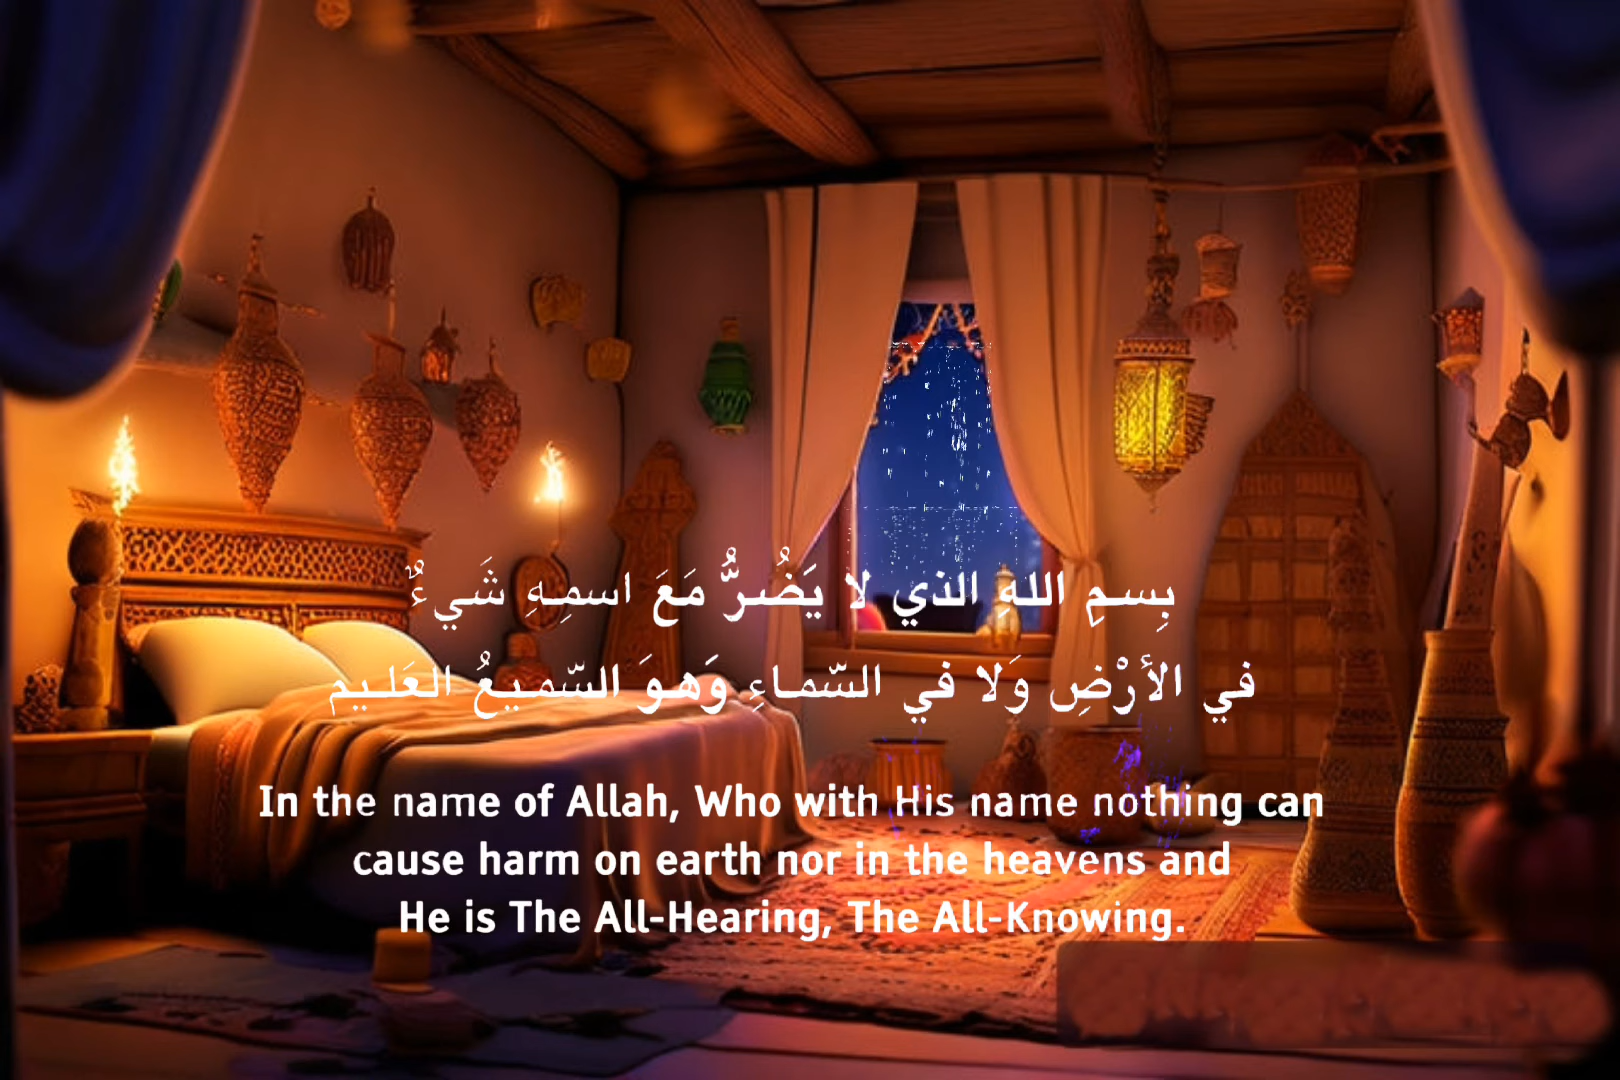 بِسمِ اللهِ الذي لا يَضُرُّ مَعَ اسمِهِ شَيءٌ
في الأرْضِ وَلا في السّماءِ وَهوَ السّميعُ العَليم
In the name of Allah, Who with His name nothing can
cause harm on earth nor in the heavens and
He is The All-Hearing, The All-Knowing.